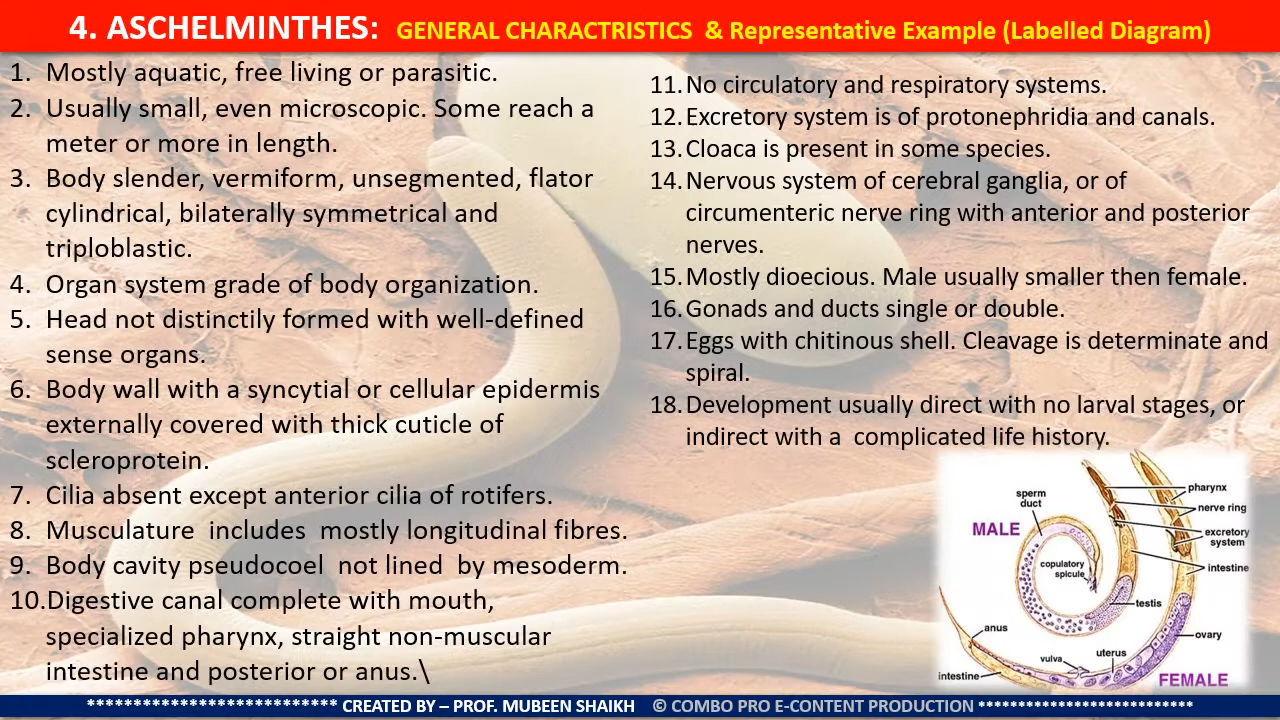 4. ASCHELMINTHES: GENERAL CHARACTRISTICS & Representative Example (Labelled Diagram)
1. Mostly aquatic, free living or parasitic.
2. Usually small, even microscopic. Some reach a
meter or more in length.
3. Body slender, vermiform, unsegmented, flator
cylindrical, bilaterally symmetrical and
triploblastic.
4. Organ system grade of body organization.
5. Head not distinctily formed with well-defined
sense organs.
6. Body wall with a syncytial or cellular epidermis
externally covered with thick cuticle of
scleroprotein.
7. Cilia absent except anterior cilia of rotifers.
8. Musculature includes mostly longitudinal fibres.
9. Body cavity pseudocoel not lined by mesoderm.
10.Digestive canal complete with mouth,
specialized pharynx, straight non-muscular
intestine and posterior or anus.\
11. No circulatory and respiratory systems.
12. Excretory system is of protonephridia and canals.
13. Cloaca is present in some species.
14. Nervous system of cerebral ganglia, or of
circumenteric nerve ring with anterior and posterior
nerves.
15. Mostly dioecious. Male usually smaller then female.
16. Gonads and ducts single or double.
17. Eggs with chitinous shell. Cleavage is determinate and
spiral.
18. Development usually direct with no larval stages, or
indirect with a complicated life history.
pharynx
sperm
duct
nerve ring
MALE
excretory
system
copulatory
spicule
intestine
testis
anus
ovary
uterus
vulva
intestine
FEMALE
*************************** CREATED BY – PROF. MUBEEN SHAIKH © COMBO PRO E-CONTENT PRODUCTION **************************